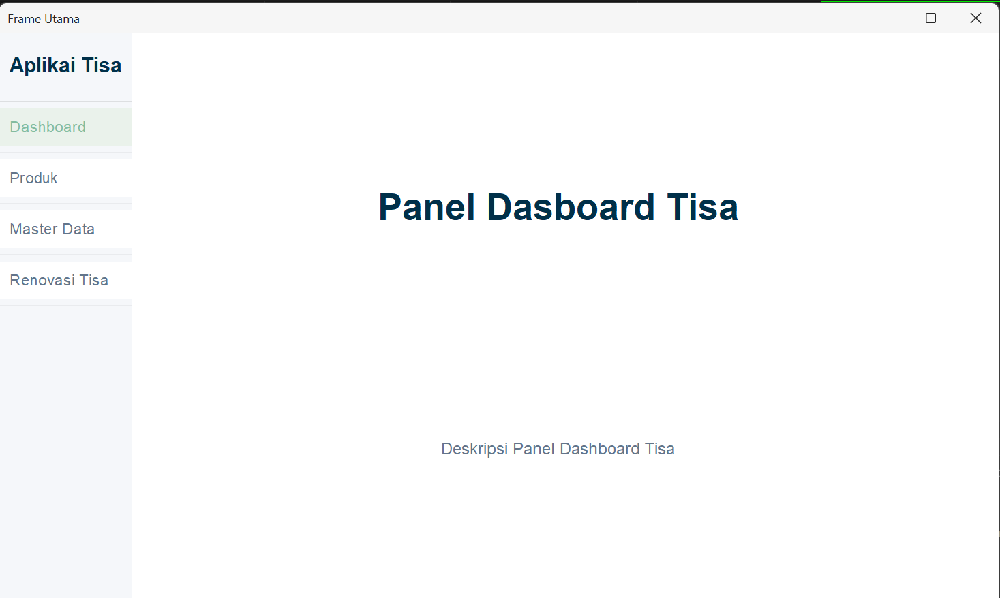 Frame Utama
Aplikai Tisa
Dashboard
Produk
Master Data
Renovasi Tisa
Panel Dasboard Tisa
Deskripsi Panel Dashboard Tisa